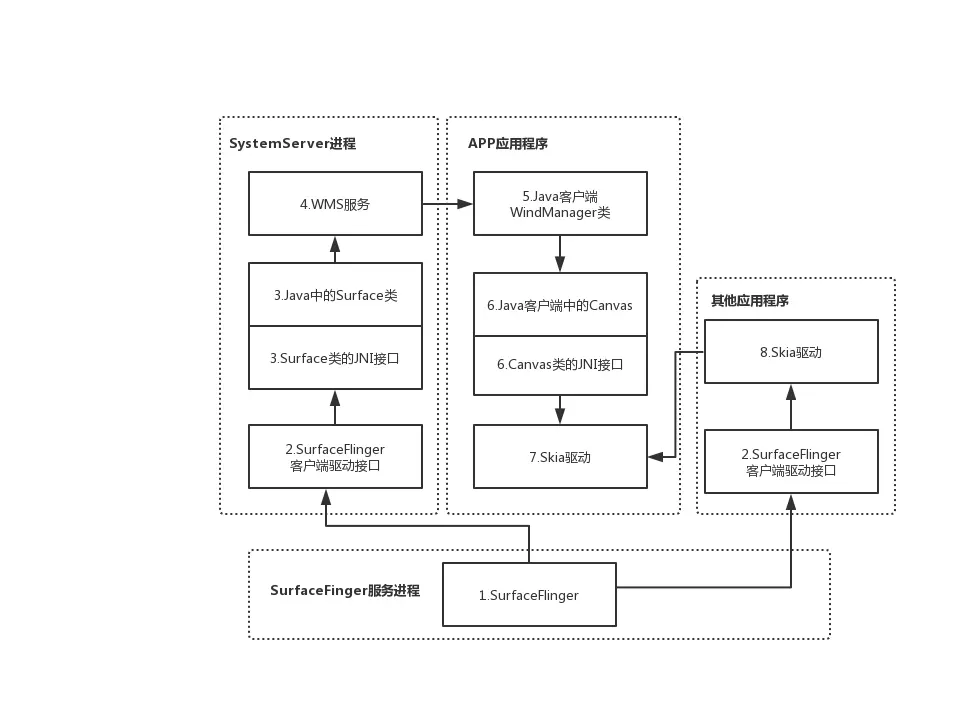 SystemServer进程
4.WMS服务
3.Java中的Surface类
3.Surface类的JNI接口
2.SurfaceFlinger
客户端驱动接口
APP应用程序
5.Java客户端
WindManager类
6.Java客户端中的Canvas
6.Canvas类的JNI接口
7.Skia驱动
其他应用程序
8.Skia驱动
2.SurfaceFlinger
客户端驱动接口
SurfaceFinger服务进程
1.SurfaceFlinger